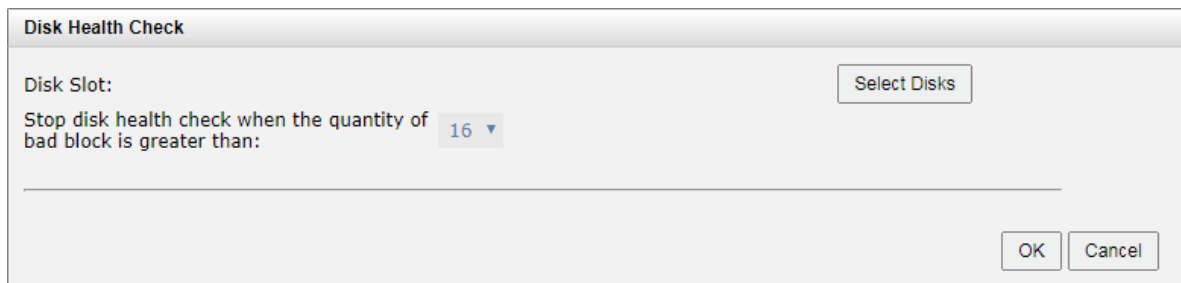 Disk Health Check
Disk Slot:
Select Disks
Stop disk health check when the quantity of
bad block is greater than:
16
OK
Cancel